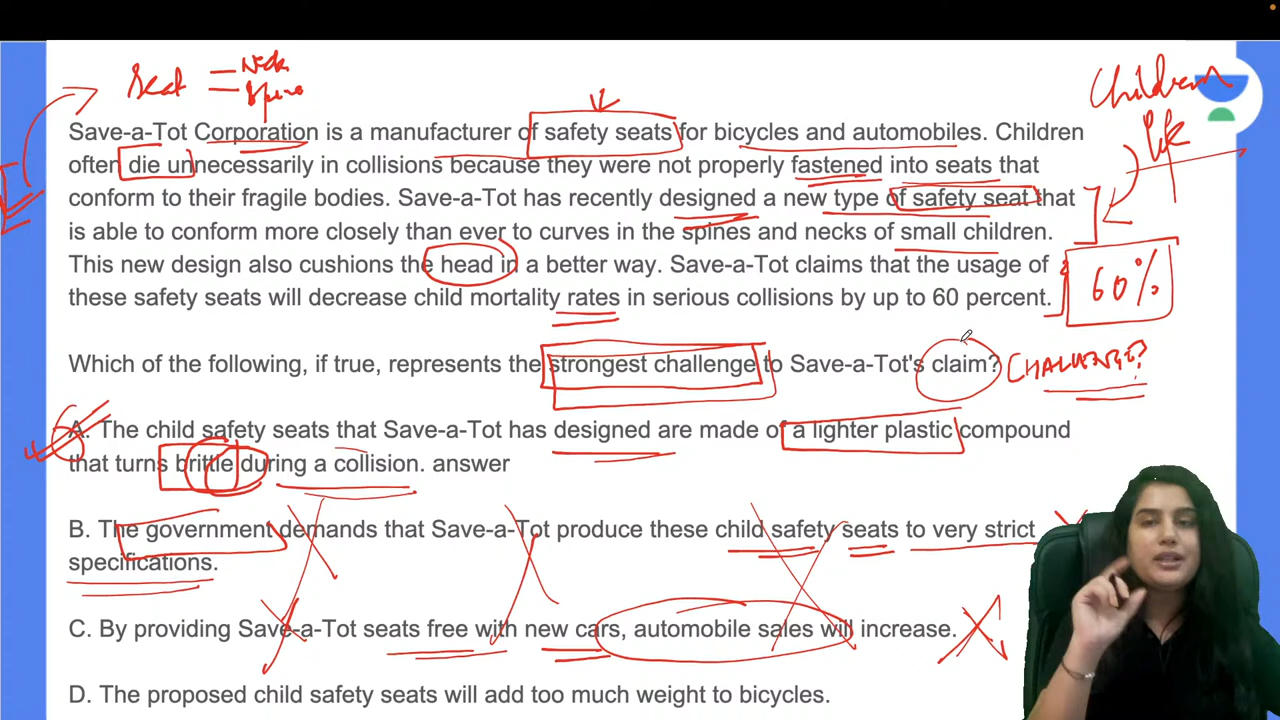 Seat = Neck
Spine
Children
life
Save-a-Tot Corporation is a manufacturer of safety seats for bicycles and automobiles. Children
often die unnecessarily in collisions because they were not properly fastened into seats that
conform to their fragile bodies. Save-a-Tot has recently designed a new type of safety seat that
is able to conform more closely than ever to curves in the spines and necks of small children.
This new design also cushions the head in a better way. Save-a-Tot claims that the usage of
these safety seats will decrease child mortality rates in serious collisions by up to 60 percent.
60%
Which of the following, if true, represents the strongest challenge to Save-a-Tot's claim?
CHALLENGE?
A. The child safety seats that Save-a-Tot has designed are made of a lighter plastic compound
that turns brittle during a collision. answer
B. The government demands that Save-a-Tot produce these child safety seats to very strict
specifications.
C. By providing Save-a-Tot seats free with new cars, automobile sales will increase.
D. The proposed child safety seats will add too much weight to bicycles.